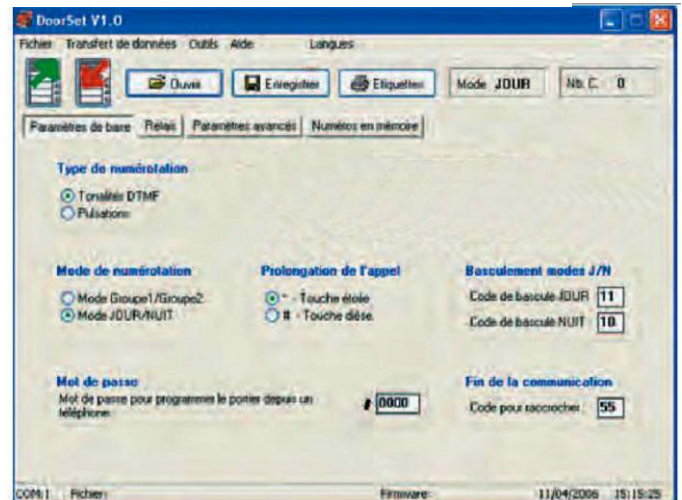 DoorSet V1.0
Fichier Transfert de données Outils Aide Langues
Ouvrir Enregistrer Etiquettes Mode JOUR Nb. C. 0
Paramètres de base Relais Paramètres avancés Numéros en mémoire
Type de numérotation
Tonalités DTMF
Pulsations
Mode de numérotation Prolongation de l'appel Basculement modes J/N
Mode Groupe1/Groupe2 * - Touche étoile Code de bascule JOUR 11
Mode JOUR/NUIT # - Touche dièse Code de bascule NUIT 10
Mot de passe Fin de la communication
Mot de passe pour programmer le portier depuis un # 0000 Code pour raccrocher 55
téléphone
COM:1 Fichier: Firmware: 11/04/2006 15:15:25